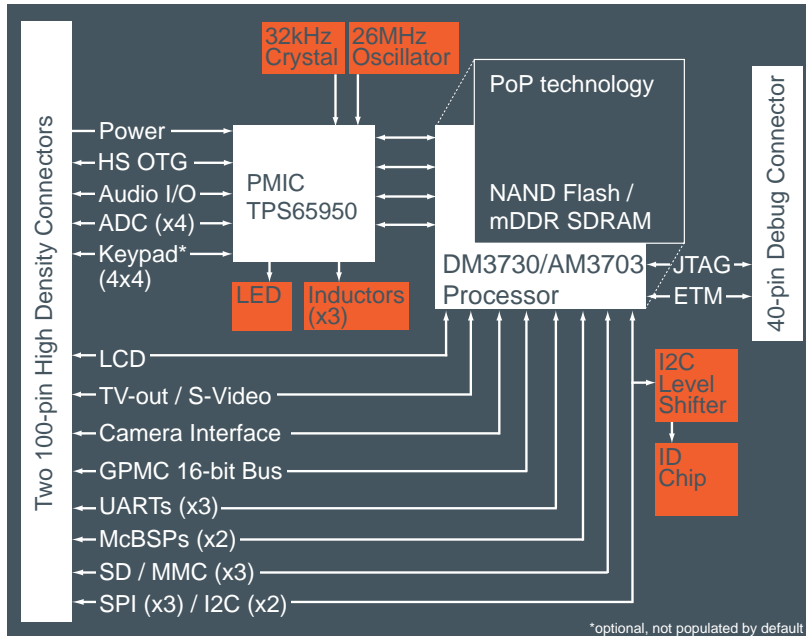 32kHz
Crystal
26MHz
Oscillator
PoP technology
NAND Flash /
mDDR SDRAM
Two 100-pin High Density Connectors
Power
HS OTG
Audio I/O
ADC (x4)
Keypad*
(4x4)
PMIC
TPS65950
DM3730/AM3703
Processor
JTAG
ETM
40-pin Debug Connector
LED
Inductors
(x3)
LCD
TV-out / S-Video
Camera Interface
GPMC 16-bit Bus
UARTs (x3)
McBSPs (x2)
SD / MMC (x3)
SPI (x3) / I2C (x2)
I2C
Level
Shifter
ID
Chip
*optional, not populated by default